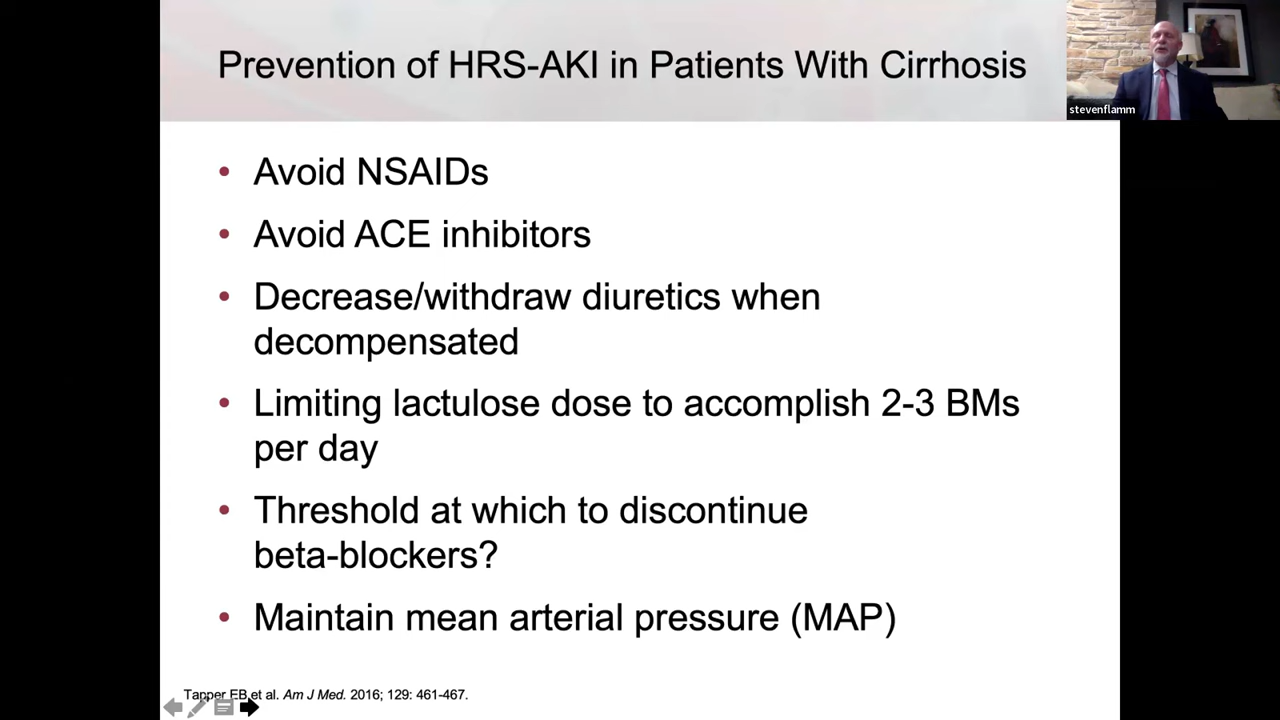 Prevention of HRS-AKI in Patients With Cirrhosis
stevenflamm
• Avoid NSAIDs
• Avoid ACE inhibitors
• Decrease/withdraw diuretics when
decompensated
• Limiting lactulose dose to accomplish 2-3 BMs
per day
• Threshold at which to discontinue
beta-blockers?
• Maintain mean arterial pressure (MAP)
Tapper EB et al. Am J Med. 2016; 129: 461-467.